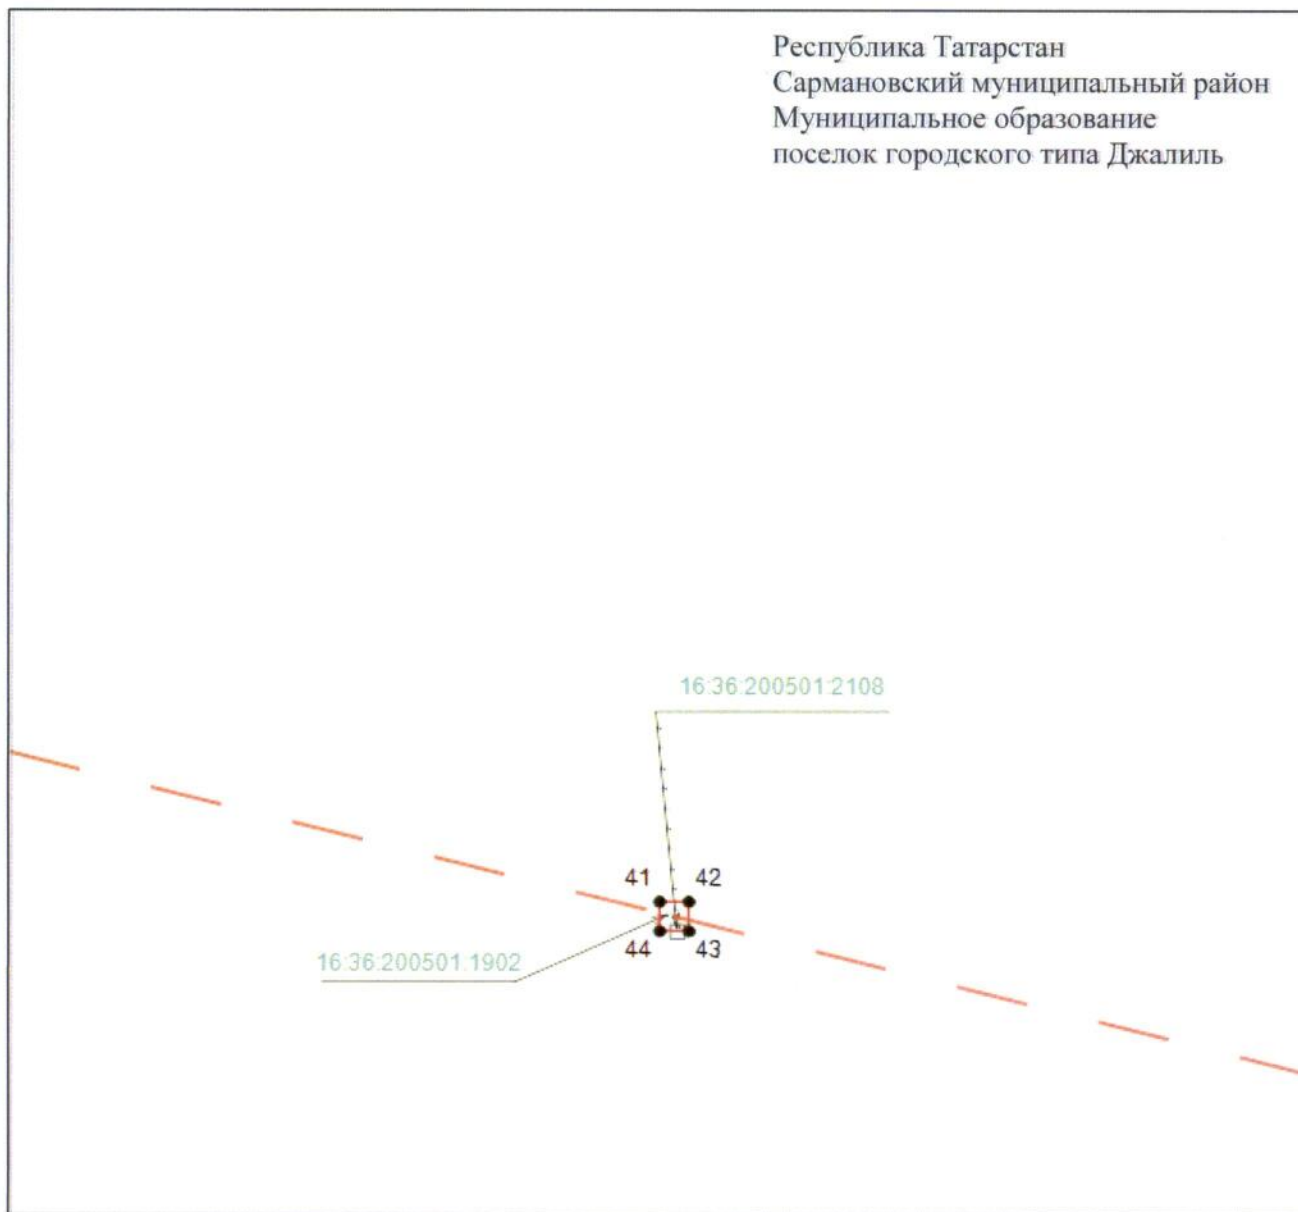 Республика Татарстан
Сармановский муниципальный район
Муниципальное образование
поселок городского типа Джалиль
16:36:200501:2108
41 42
44 43
16:36:200501:1902